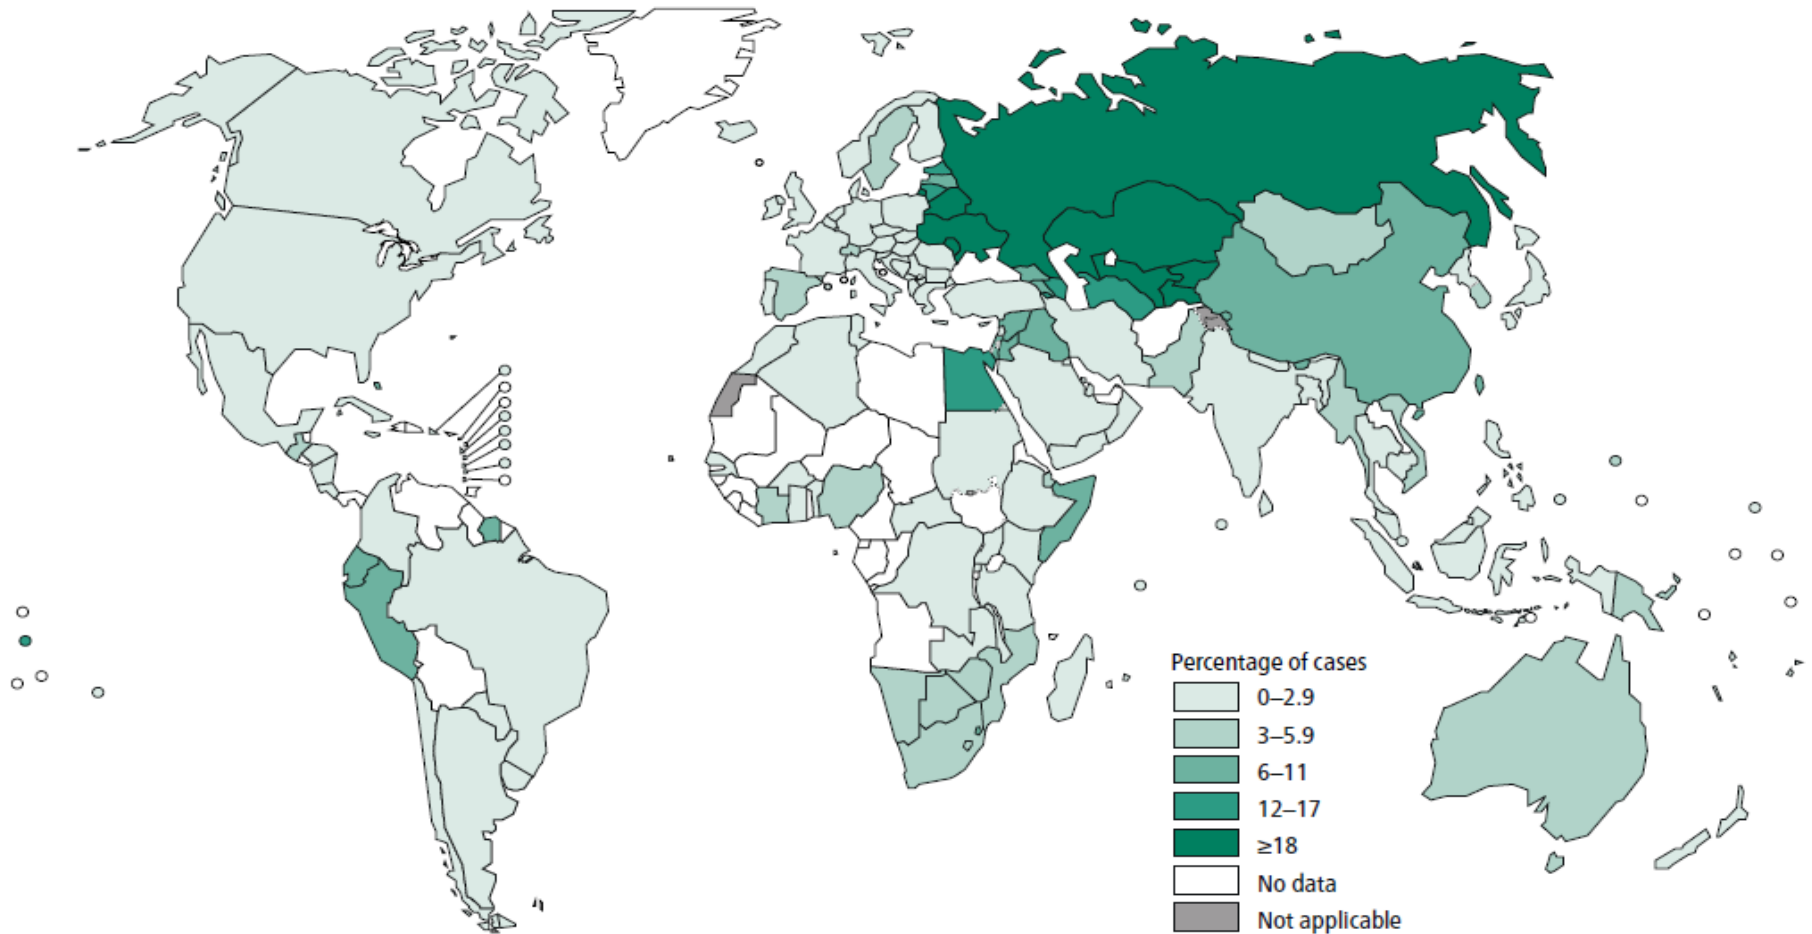 Percentage of cases
0–2.9
3–5.9
6–11
12–17
≥18
No data
Not applicable